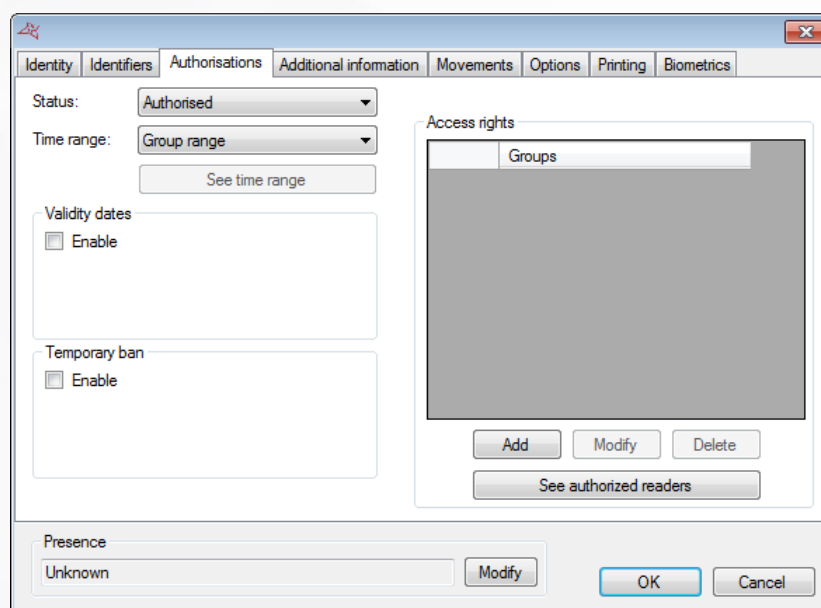 Identity Identifiers Authorisations Additional information Movements Options Printing Biometrics
Status: Authorised
Time range: Group range
See time range
Validity dates
Enable
Temporary ban
Enable
Access rights
Groups
Add Modify Delete
See authorized readers
Presence
Unknown Modify
OK Cancel